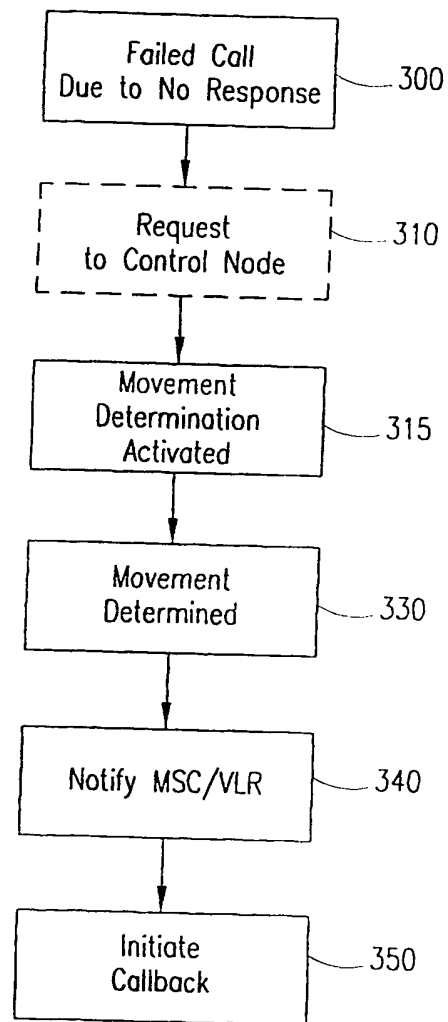 Failed Call
Due to No Response
300
Request
to Control Node
310
Movement
Determination
Activated
315
Movement
Determined
330
Notify MSC/VLR
340
Initiate
Callback
350